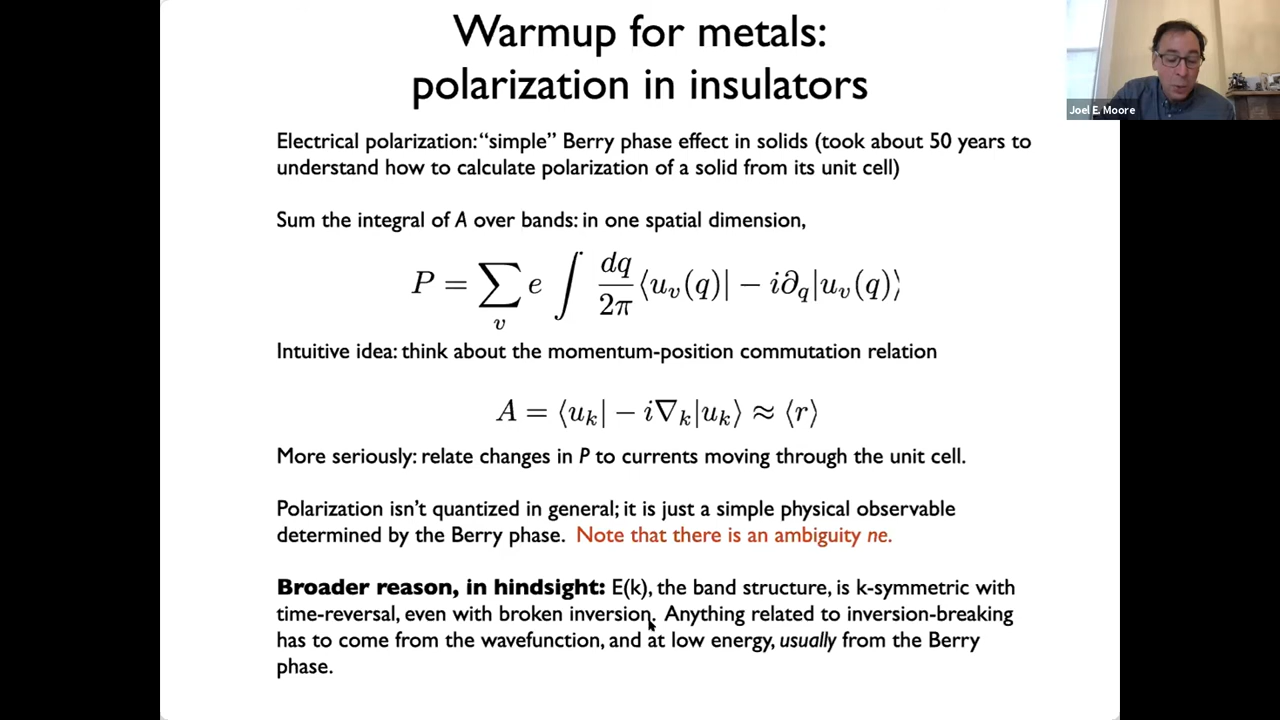 Warmup for metals:
polarization in insulators
Joel E. Moore
Electrical polarization: “simple” Berry phase effect in solids (took about 50 years to
understand how to calculate polarization of a solid from its unit cell)
Sum the integral of A over bands: in one spatial dimension,
P = ∑_v e ∫ dq/2π ⟨u_v(q)| − i∂_q|u_v(q)⟩
Intuitive idea: think about the momentum-position commutation relation
A = ⟨u_k| − i∇_k|u_k⟩ ≈ ⟨r⟩
More seriously: relate changes in P to currents moving through the unit cell.
Polarization isn’t quantized in general; it is just a simple physical observable
determined by the Berry phase. Note that there is an ambiguity ne.
Broader reason, in hindsight: E(k), the band structure, is k-symmetric with
time-reversal, even with broken inversion. Anything related to inversion-breaking
has to come from the wavefunction, and at low energy, usually from the Berry
phase.